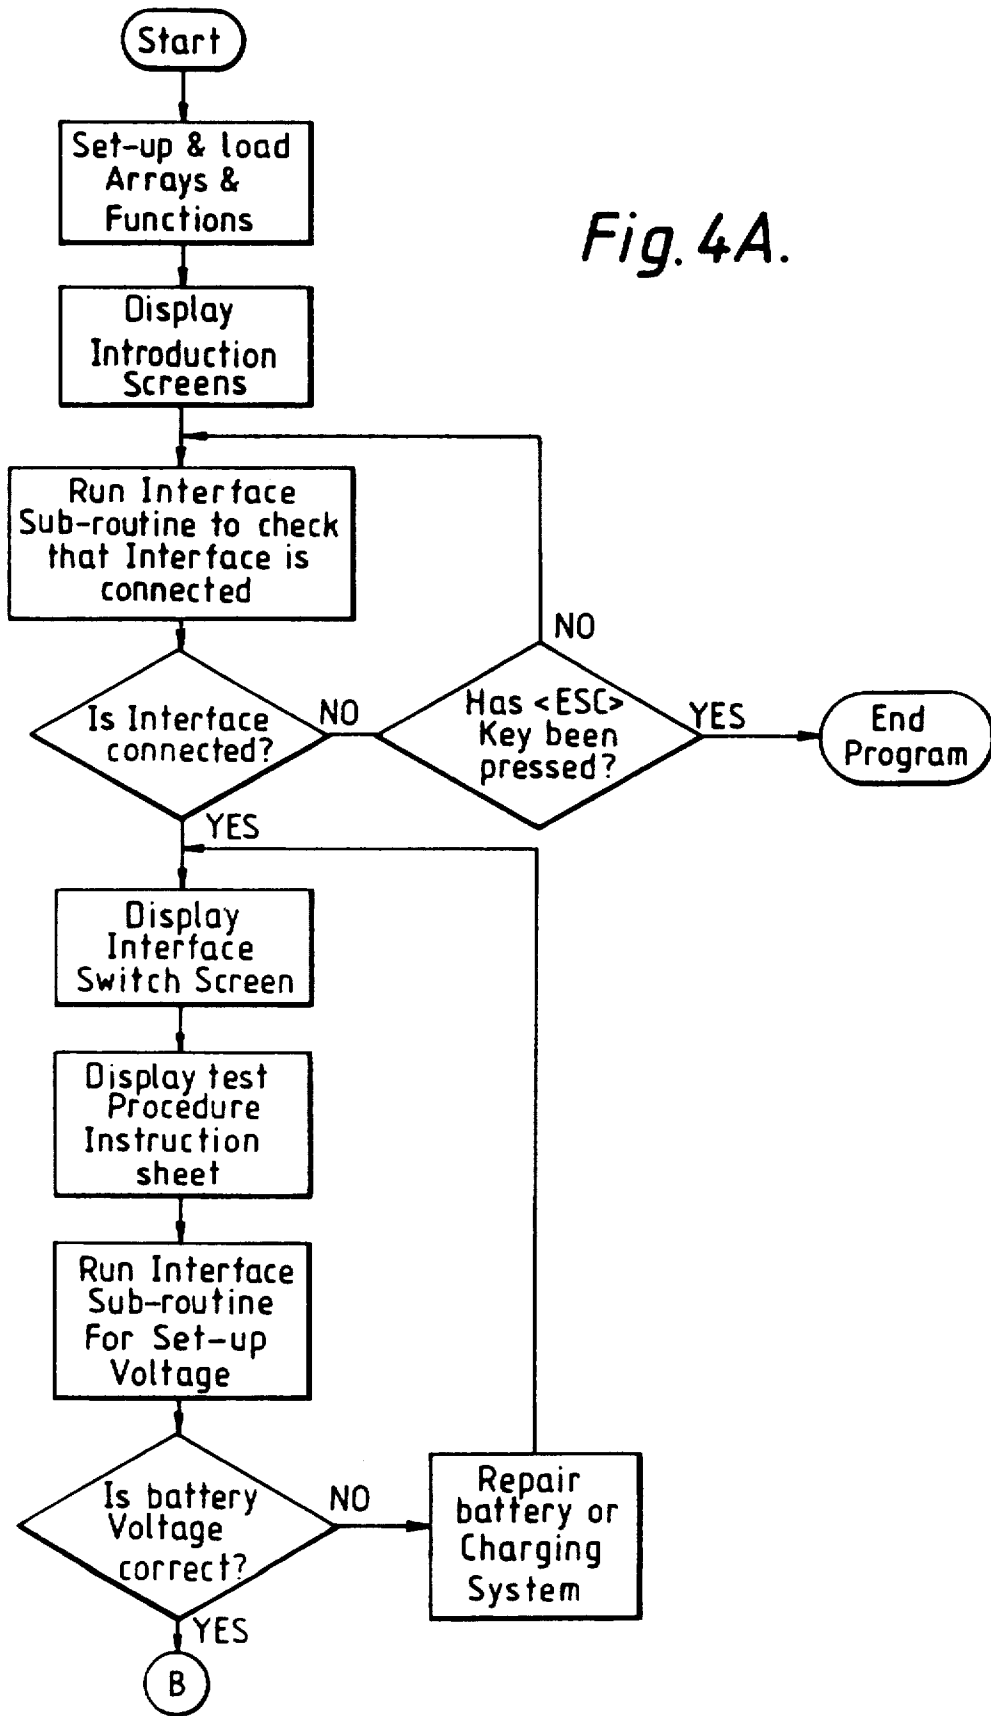 Start
Set-up & load
Arrays &
Functions
Fig. 4A.
Display
Introduction
Screens
Run Interface
Sub-routine to check
that Interface is
connected
NO
Is Interface
connected?
NO
Has <ESC>
Key been
pressed?
YES
End
Program
YES
Display
Interface
Switch Screen
Display test
Procedure
Instruction
sheet
Run Interface
Sub-routine
For Set-up
Voltage
Is battery
Voltage
correct?
NO
Repair
battery or
Charging
System
YES
B